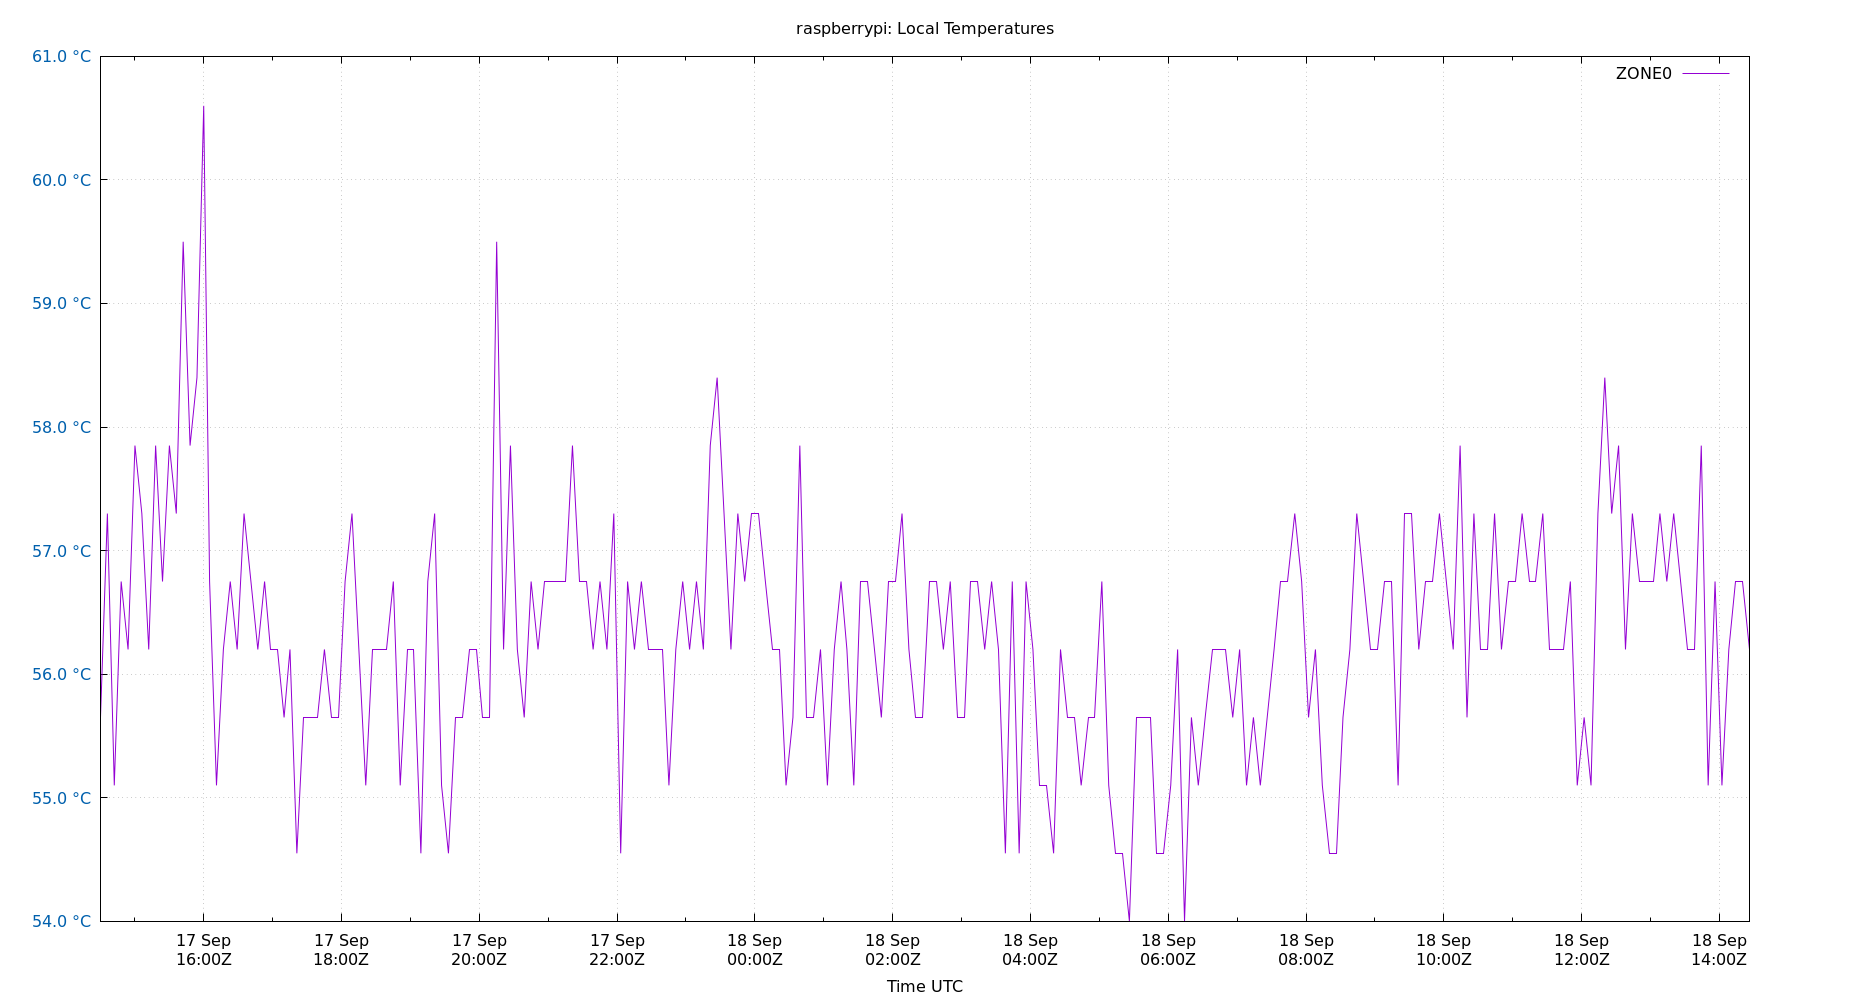 raspberrypi: Local Temperatures
61.0 °C
ZONE0
60.0 °C
59.0 °C
58.0 °C
57.0 °C
56.0 °C
55.0 °C
54.0 °C
17 Sep 17 Sep 17 Sep 17 Sep 18 Sep 18 Sep 18 Sep 18 Sep 18 Sep 18 Sep 18 Sep 18 Sep
16:00Z 18:00Z 20:00Z 22:00Z 00:00Z 02:00Z 04:00Z 06:00Z 08:00Z 10:00Z 12:00Z 14:00Z
Time UTC